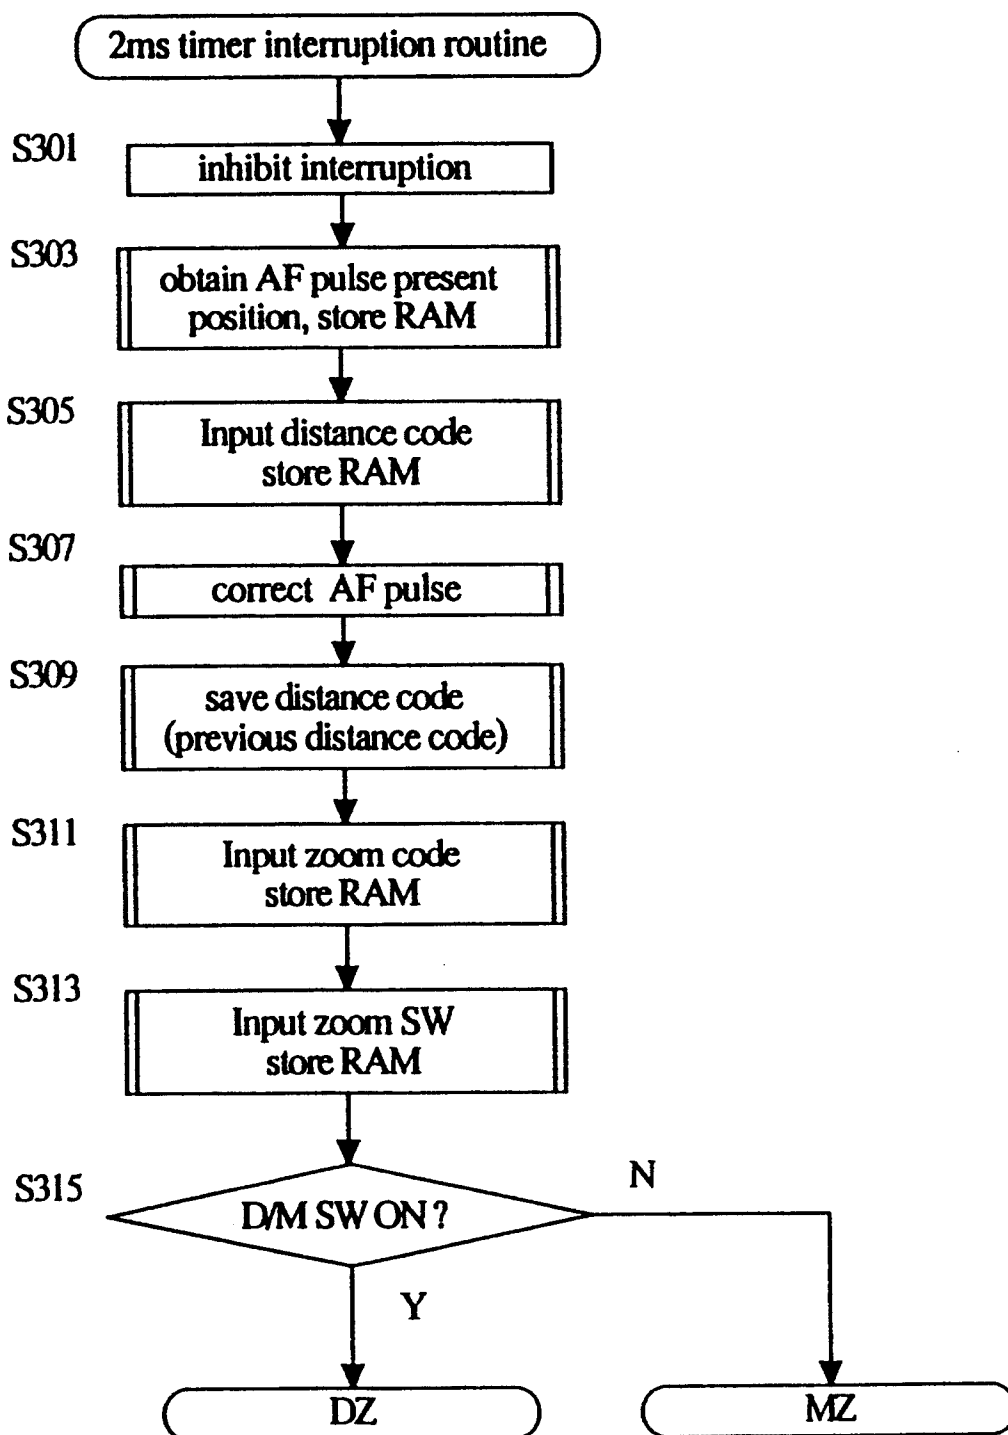 2ms timer interruption routine
S301
inhibit interruption
S303
obtain AF pulse present
position, store RAM
S305
Input distance code
store RAM
S307
correct AF pulse
S309
save distance code
(previous distance code)
S311
Input zoom code
store RAM
S313
Input zoom SW
store RAM
S315
D/M SW ON ?
N
Y
DZ
MZ